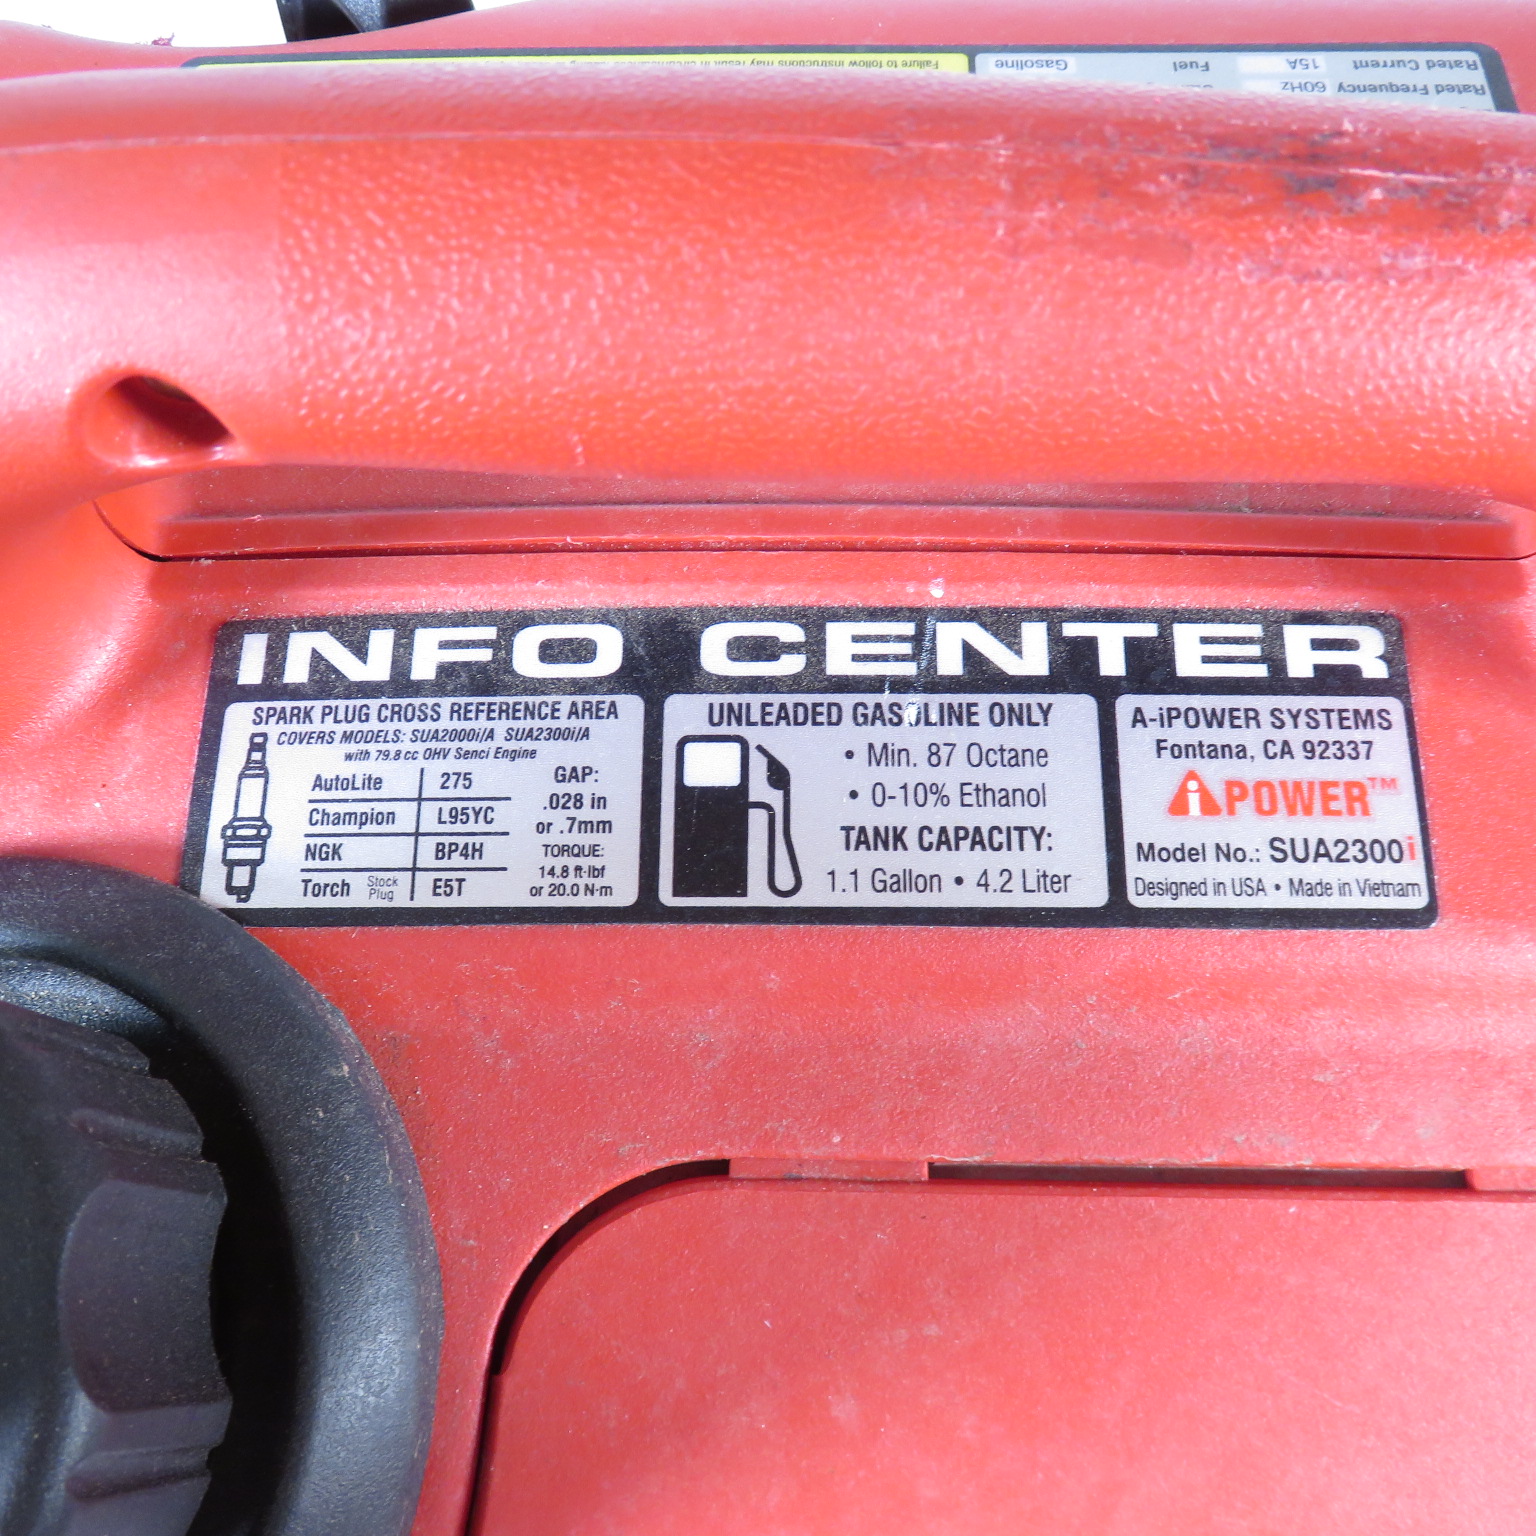 Failure to follow instructions may result in
Gasoline
Fuel
15A
Rated Current
60Hz
Rated Frequency
INFO CENTER
SPARK PLUG CROSS REFERENCE AREA
COVERS MODELS: SUA2000i/A SUA2300i/A
with 79.8 cc OHV Senci Engine
AutoLite 275
Champion L95YC
NGK BP4H
Torch Stock Plug E5T
GAP:
.028 in
or .7mm
TORQUE:
14.8 ft·lbf
or 20.0 N·m
UNLEADED GASOLINE ONLY
• Min. 87 Octane
• 0-10% Ethanol
TANK CAPACITY:
1.1 Gallon • 4.2 Liter
A-iPOWER SYSTEMS
Fontana, CA 92337
AiPOWER™
Model No.: SUA2300i
Designed in USA • Made in Vietnam